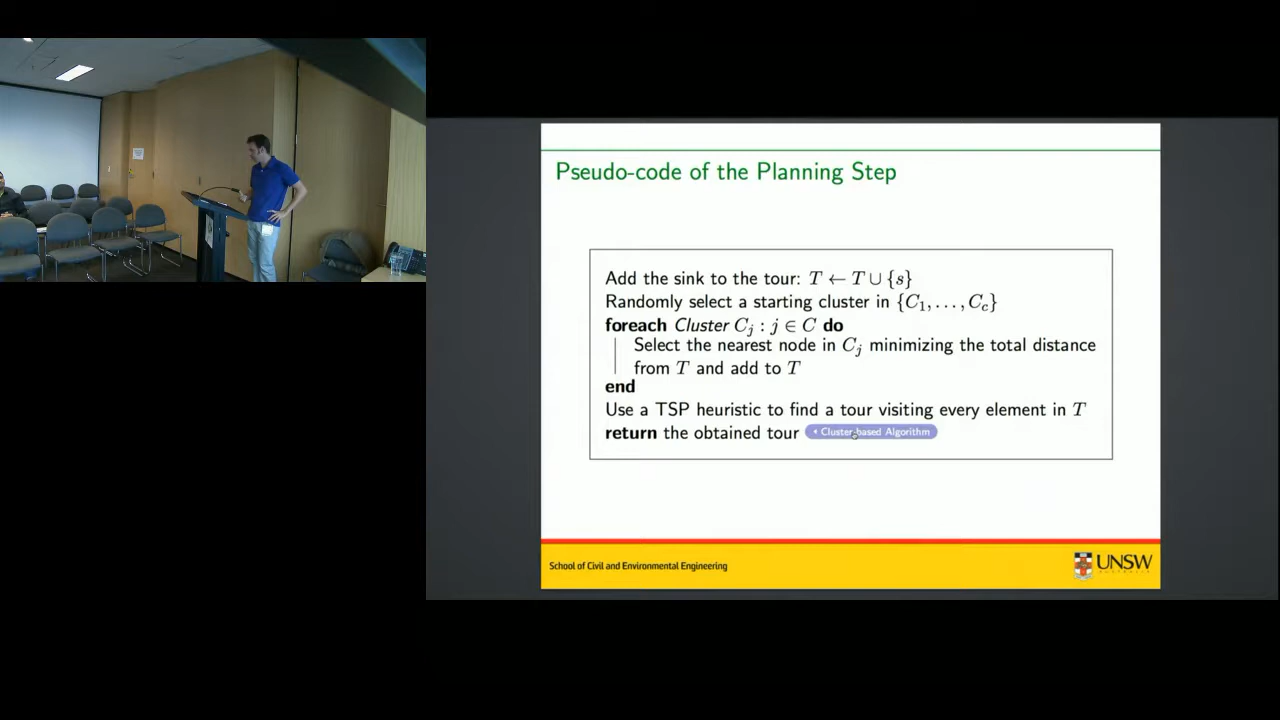 Pseudo-code of the Planning Step
Add the sink to the tour: T ← T ∪ {s}
Randomly select a starting cluster in {C₁, . . . , C_c}
foreach Cluster C_j : j ∈ C do
Select the nearest node in C_j minimizing the total distance
from T and add to T
end
Use a TSP heuristic to find a tour visiting every element in T
return the obtained tour Cluster-based Algorithm
School of Civil and Environmental Engineering
UNSW